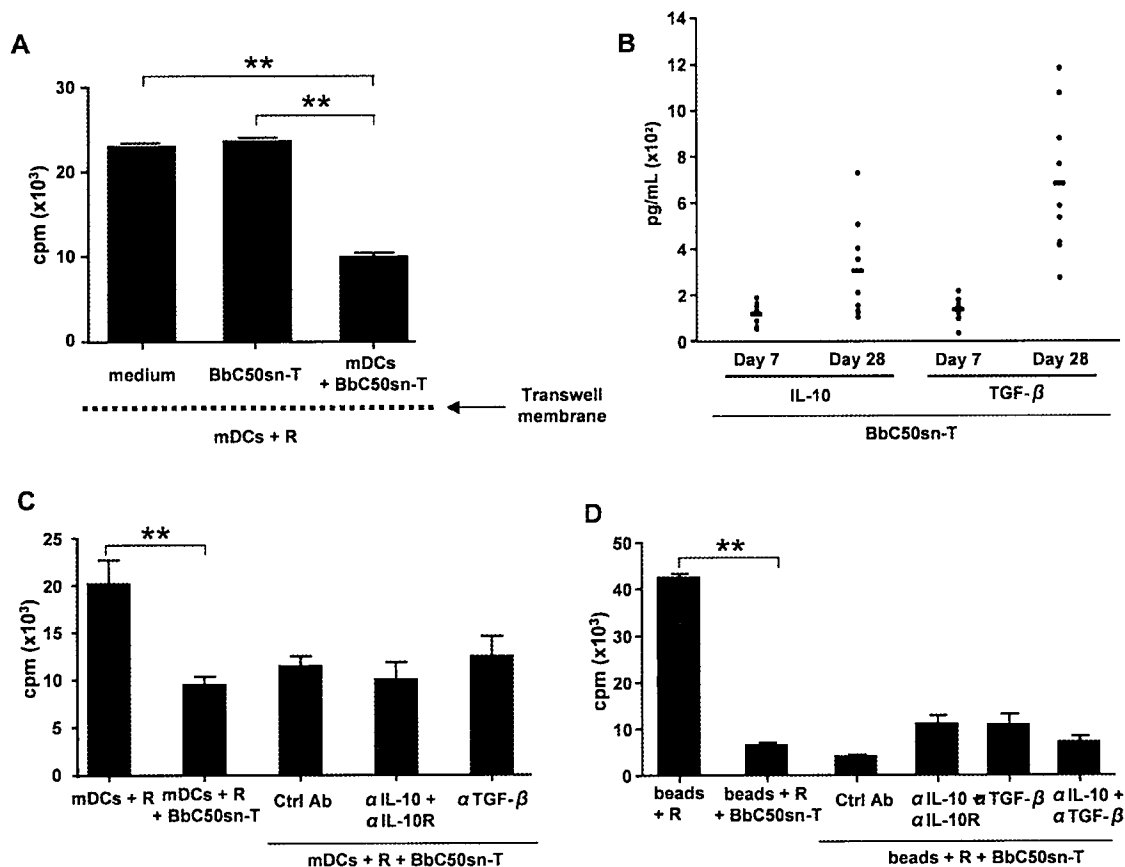 A
**
**
30
20
10
0
cpm (x10³)
medium
BbC50sn-T
mDCs
+ BbC50sn-T
Transwell
membrane
mDCs + R
B
14
12
10
8
6
4
2
0
pg/mL (x10²)
Day 7
Day 28
Day 7
Day 28
IL-10
TGF-β
BbC50sn-T
C
**
25
20
15
10
5
0
cpm (x10³)
mDCs + R
mDCs + R
+ BbC50sn-T
Ctrl Ab
αIL-10 +
αIL-10R
αTGF-β
mDCs + R + BbC50sn-T
D
**
50
40
30
20
10
0
cpm (x10³)
beads
+ R
beads + R
+ BbC50sn-T
Ctrl Ab
αIL-10 +
αIL-10R
αTGF-β
αIL-10 +
αTGF-β
beads + R + BbC50sn-T